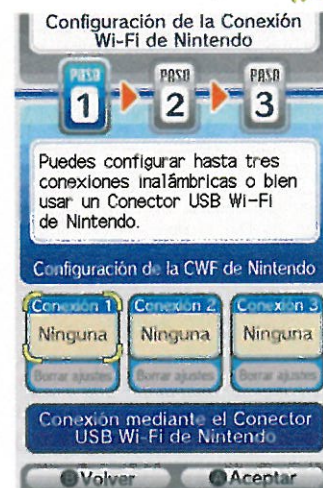 Configuración de la Conexión
Wi-Fi de Nintendo
PASO PASO PASO
1 2 3
Puedes configurar hasta tres
conexiones inalámbricas o bien
usar un Conector USB Wi-Fi
de Nintendo.
Configuración de la CWF de Nintendo
Conexión 1 Conexión 2 Conexión 3
Ninguna Ninguna Ninguna
Borrar ajustes Borrar ajustes Borrar ajustes
Conexión mediante el Conector
USB Wi-Fi de Nintendo
B Volver A Aceptar